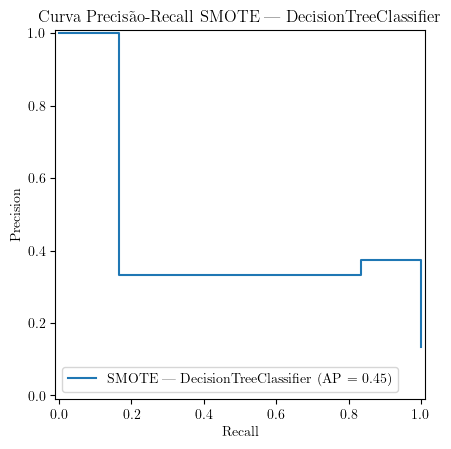 Curva Precisão-Recall SMOTE — DecisionTreeClassifier
1.0
0.8
0.6
0.4
0.2
0.0
Precision
SMOTE — DecisionTreeClassifier (AP = 0.45)
0.0 0.2 0.4 0.6 0.8 1.0
Recall